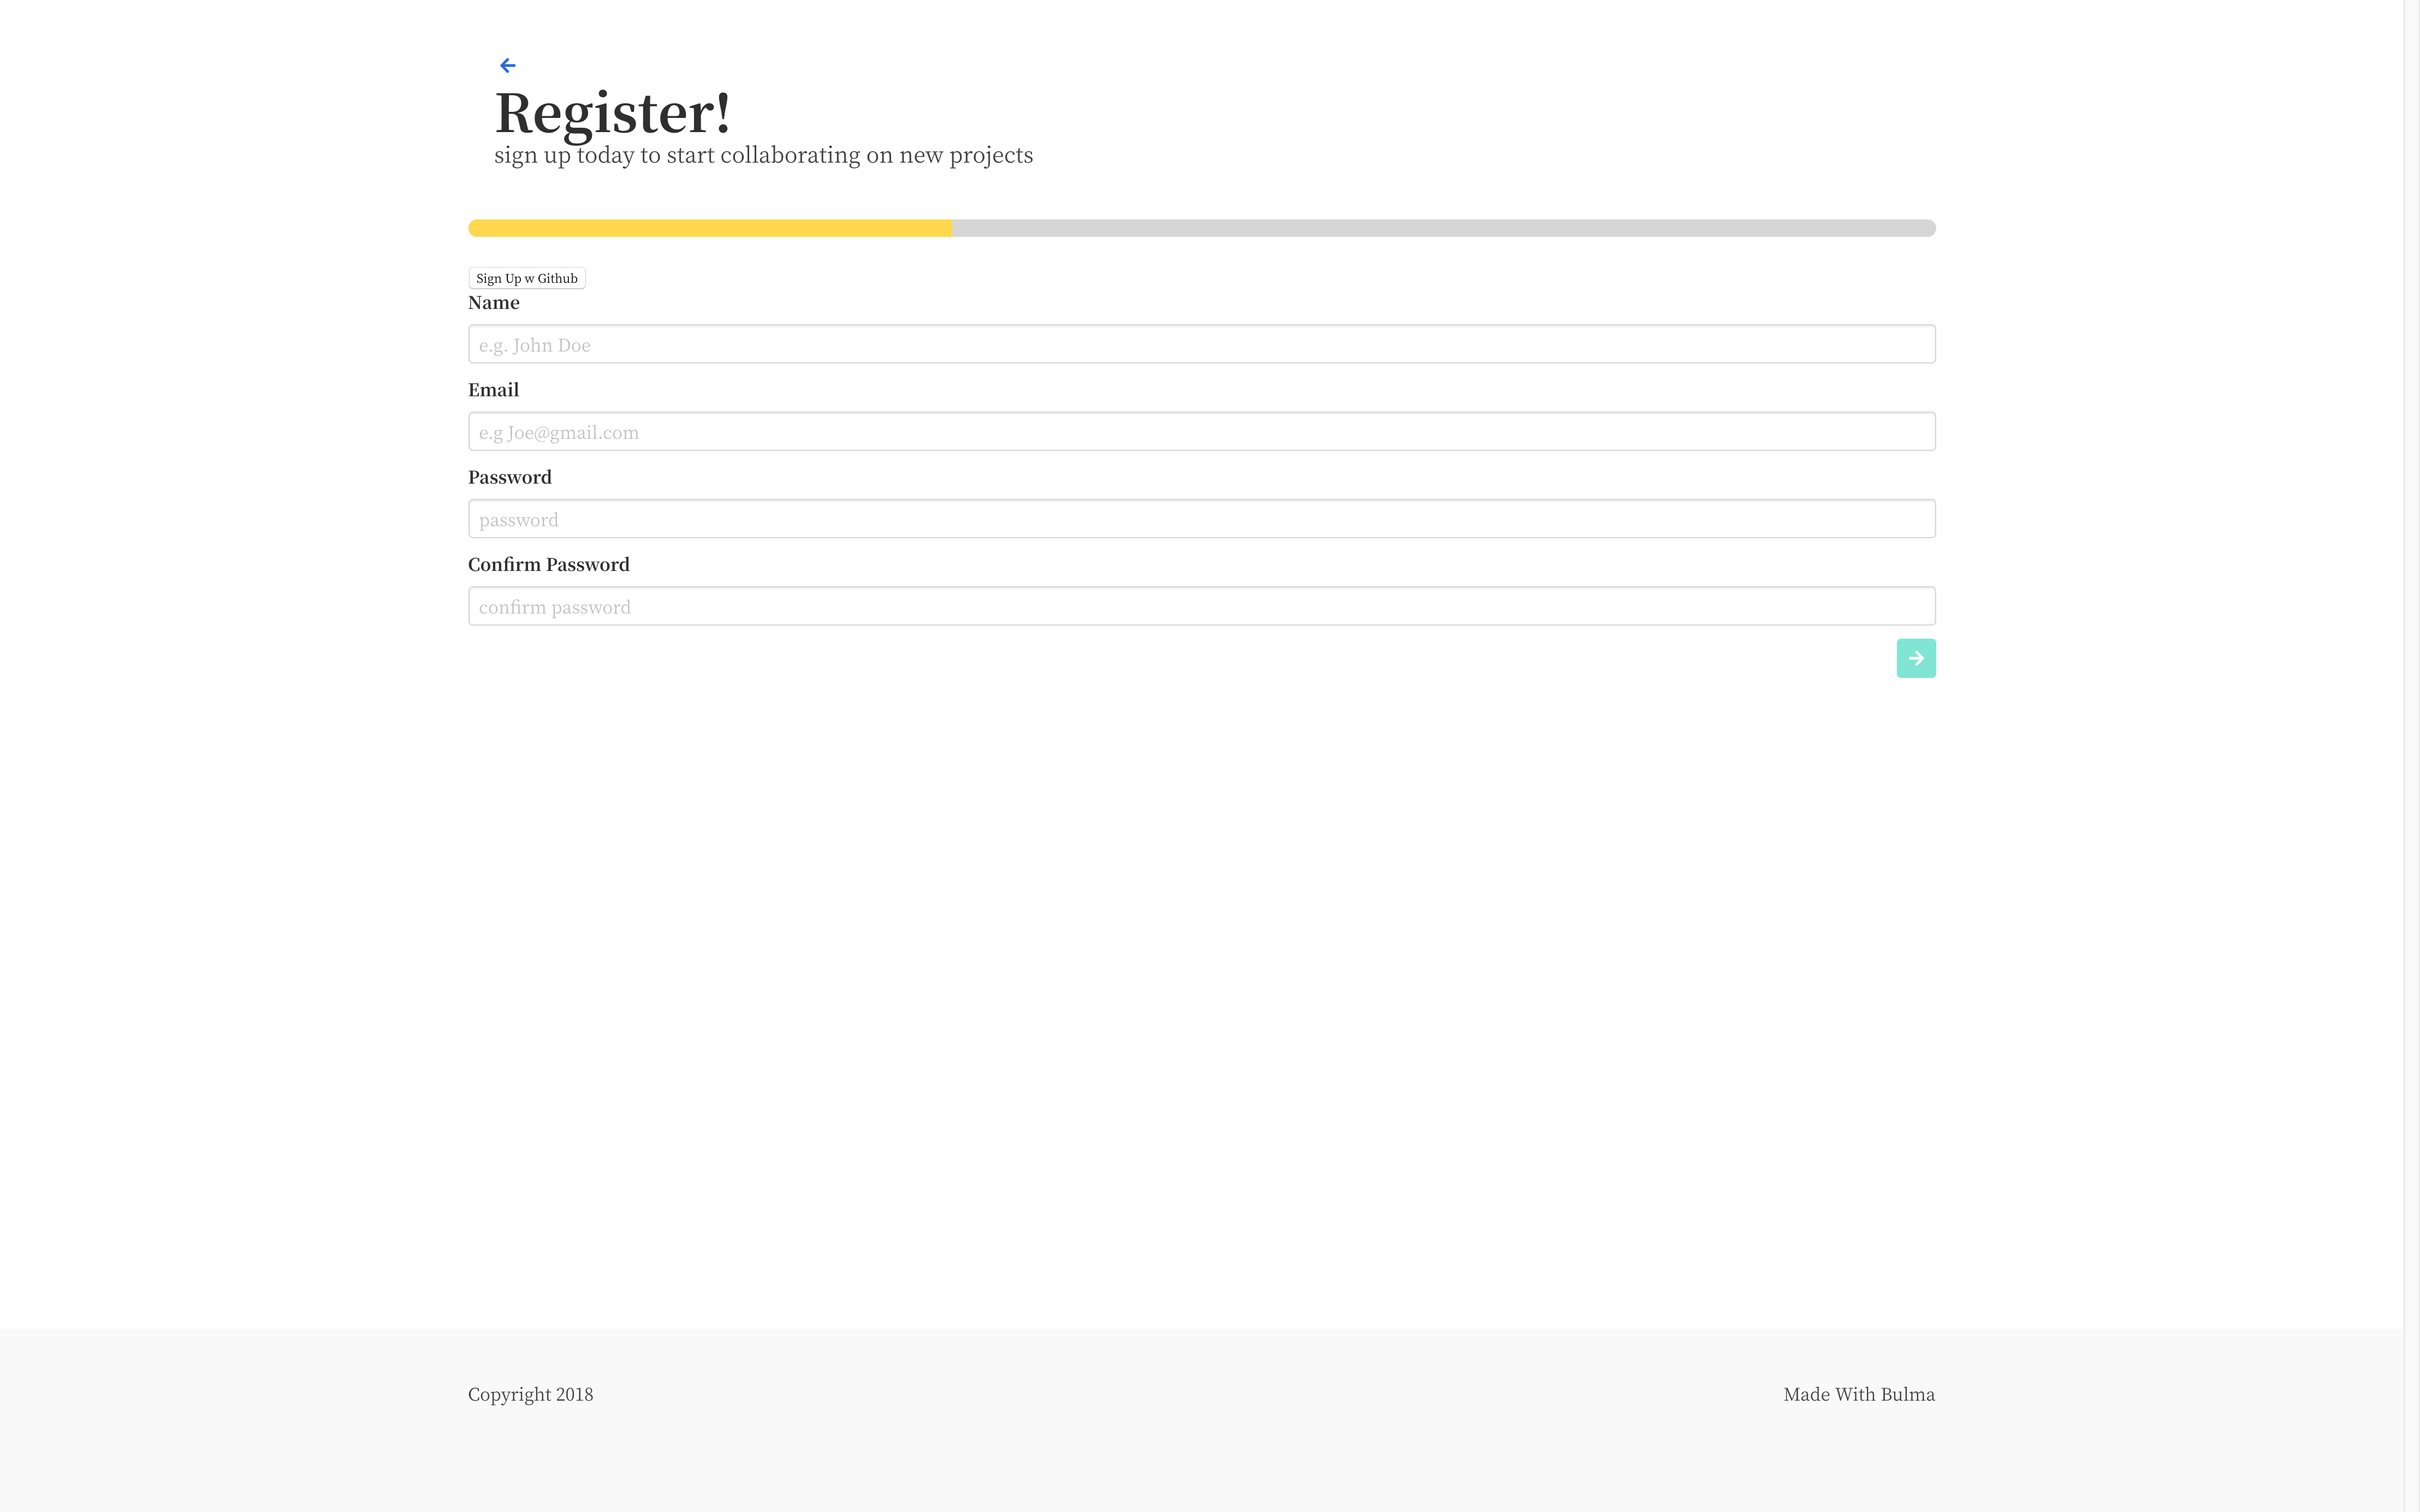 Register!
sign up today to start collaborating on new projects
Sign Up w Github
Name
e.g. John Doe
Email
e.g Joe@gmail.com
Password
password
Confirm Password
confirm password
Copyright 2018
Made With Bulma